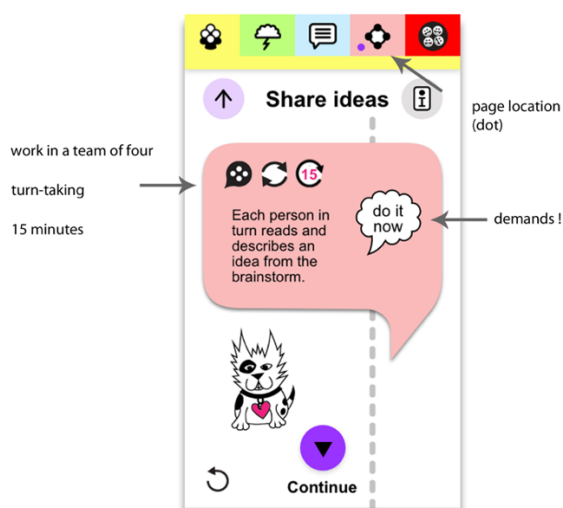 Share ideas
page location
(dot)
work in a team of four
turn-taking
15 minutes
15
Each person in
turn reads and
describes an
idea from the
brainstorm.
do it
now
demands !
Continue